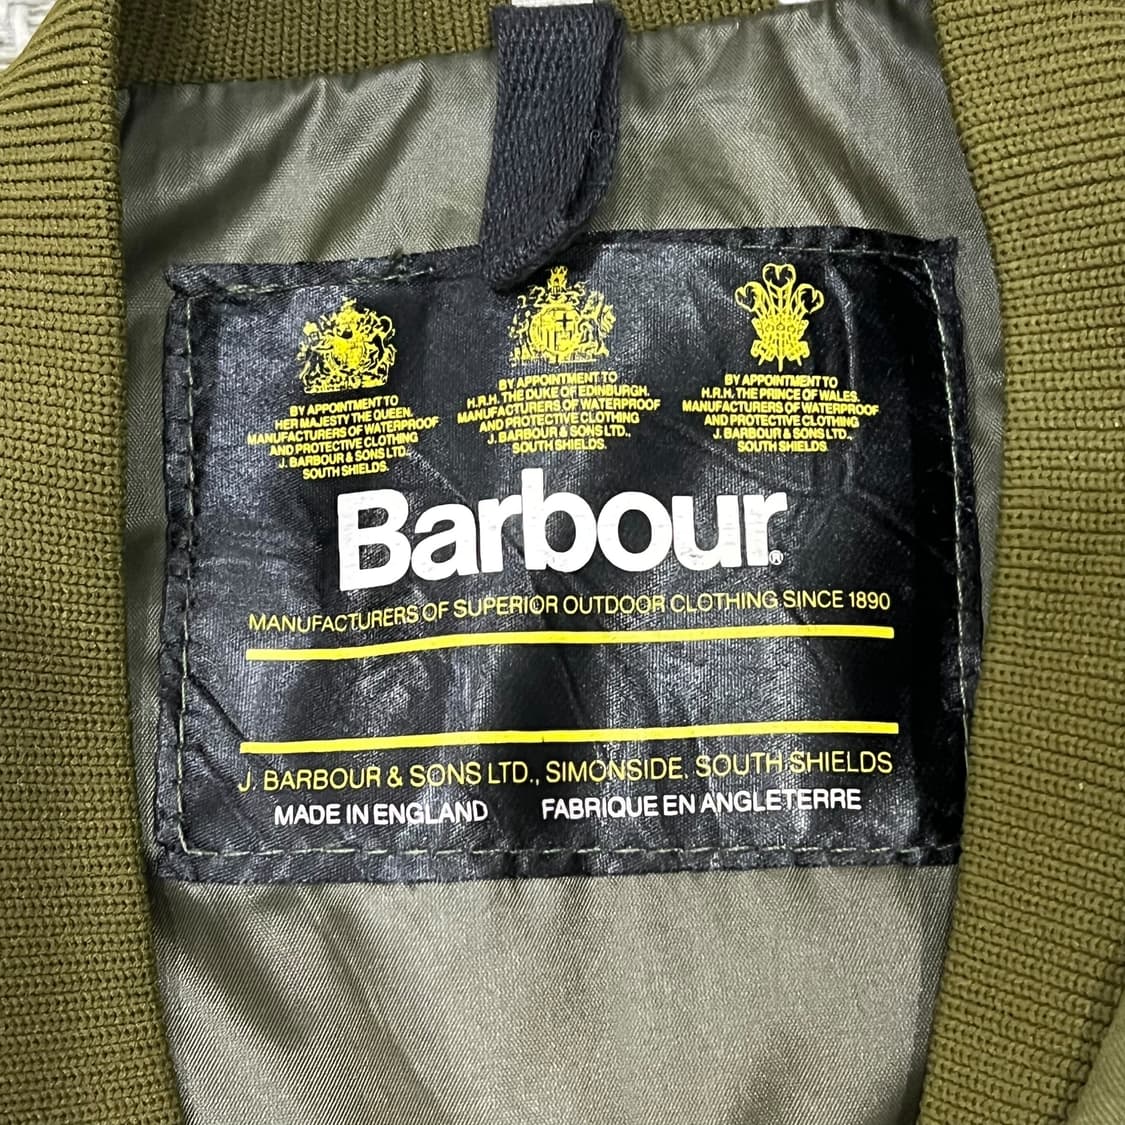 BY APPOINTMENT TO
HER MAJESTY THE QUEEN.
MANUFACTURERS OF WATERPROOF
AND PROTECTIVE CLOTHING
J. BARBOUR & SONS LTD.,
SOUTH SHIELDS.
BY APPOINTMENT TO
H.R.H. THE DUKE OF EDINBURGH.
MANUFACTURERS OF WATERPROOF
AND PROTECTIVE CLOTHING
J. BARBOUR & SONS LTD.,
SOUTH SHIELDS.
BY APPOINTMENT TO
H.R.H. THE PRINCE OF WALES.
MANUFACTURERS OF WATERPROOF
AND PROTECTIVE CLOTHING
J. BARBOUR & SONS LTD.,
SOUTH SHIELDS.
Barbour®
MANUFACTURERS OF SUPERIOR OUTDOOR CLOTHING SINCE 1890
J. BARBOUR & SONS LTD., SIMONSIDE, SOUTH SHIELDS
MADE IN ENGLAND FABRIQUE EN ANGLETERRE